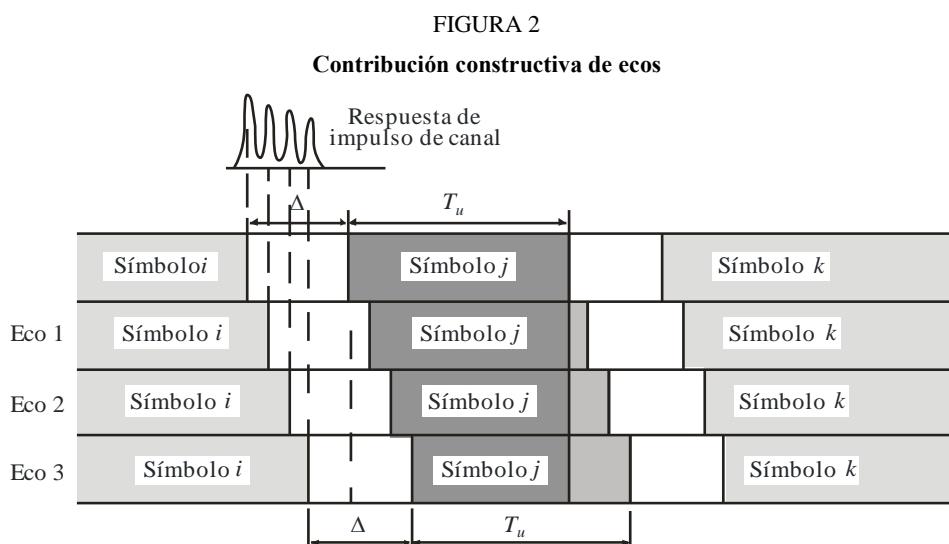 FIGURA 2
Contribución constructiva de ecos
Respuesta de
impulso de canal
Δ
T_u
Símbolo i
Símbolo j
Símbolo k
Eco 1
Símbolo i
Símbolo j
Símbolo k
Eco 2
Símbolo i
Símbolo j
Símbolo k
Eco 3
Símbolo i
Símbolo j
Símbolo k
Δ
T_u